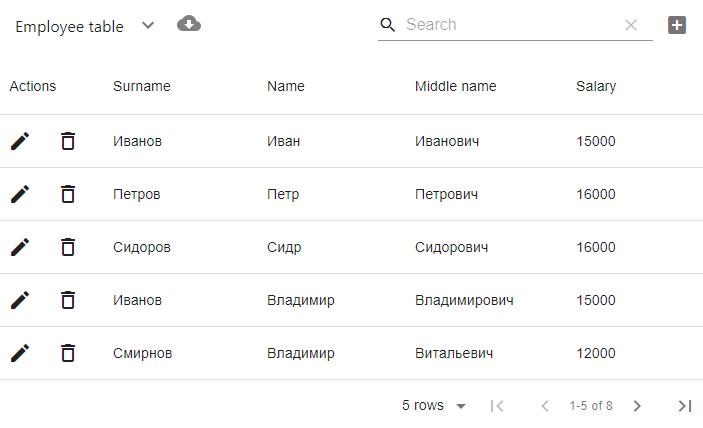 Employee table Search
Actions Surname Name Middle name Salary
Иванов Иван Иванович 15000
Петров Петр Петрович 16000
Сидоров Сидр Сидорович 16000
Иванов Владимир Владимирович 15000
Смирнов Владимир Витальевич 12000
5 rows 1-5 of 8